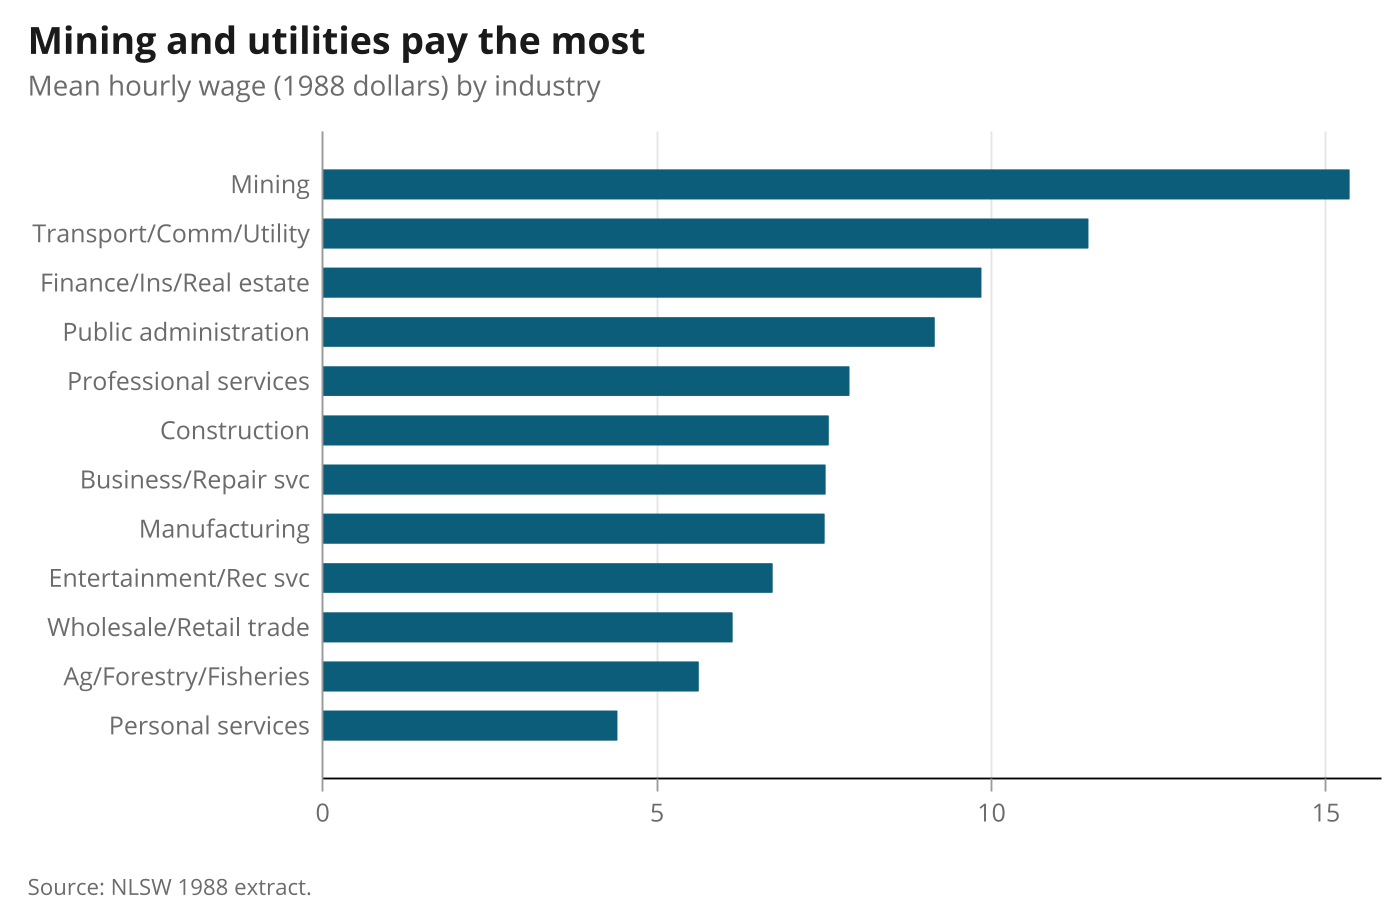 Mining and utilities pay the most
Mean hourly wage (1988 dollars) by industry
Mining
Transport/Comm/Utility
Finance/Ins/Real estate
Public administration
Professional services
Construction
Business/Repair svc
Manufacturing
Entertainment/Rec svc
Wholesale/Retail trade
Ag/Forestry/Fisheries
Personal services
0 5 10 15
Source: NLSW 1988 extract.